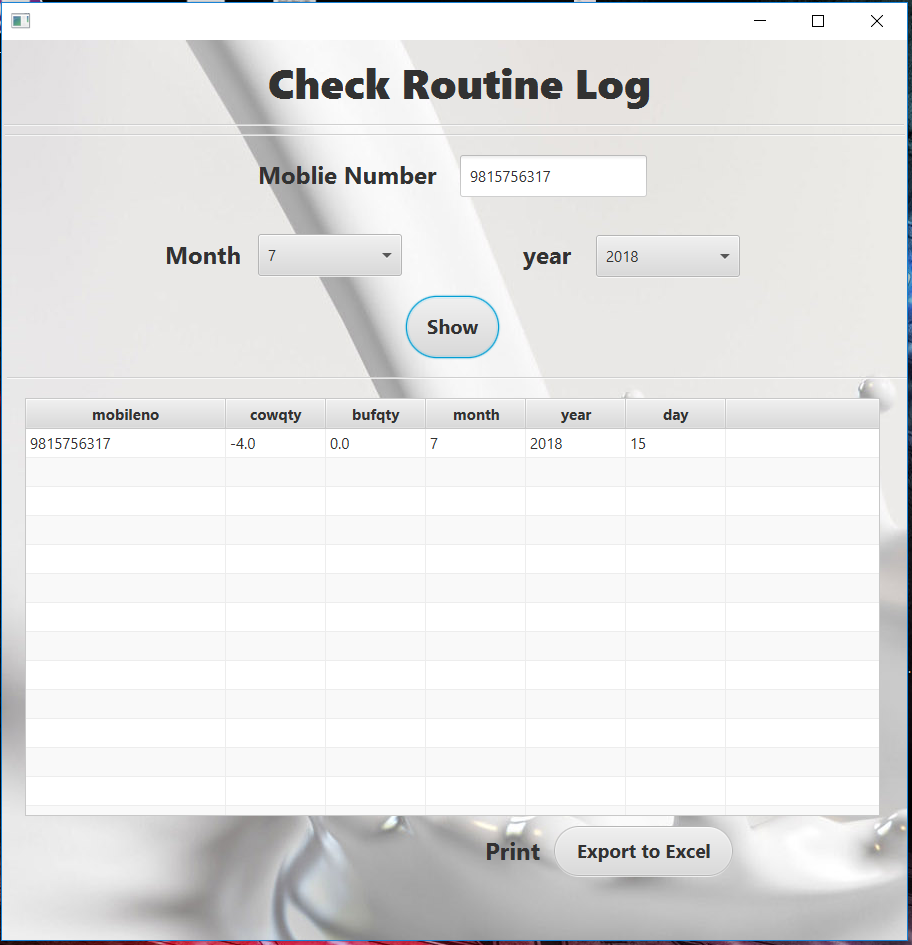 Check Routine Log
Moblie Number 9815756317
Month 7 year 2018
Show
mobileno cowqty bufqty month year day
9815756317 -4.0 0.0 7 2018 15
Print Export to Excel